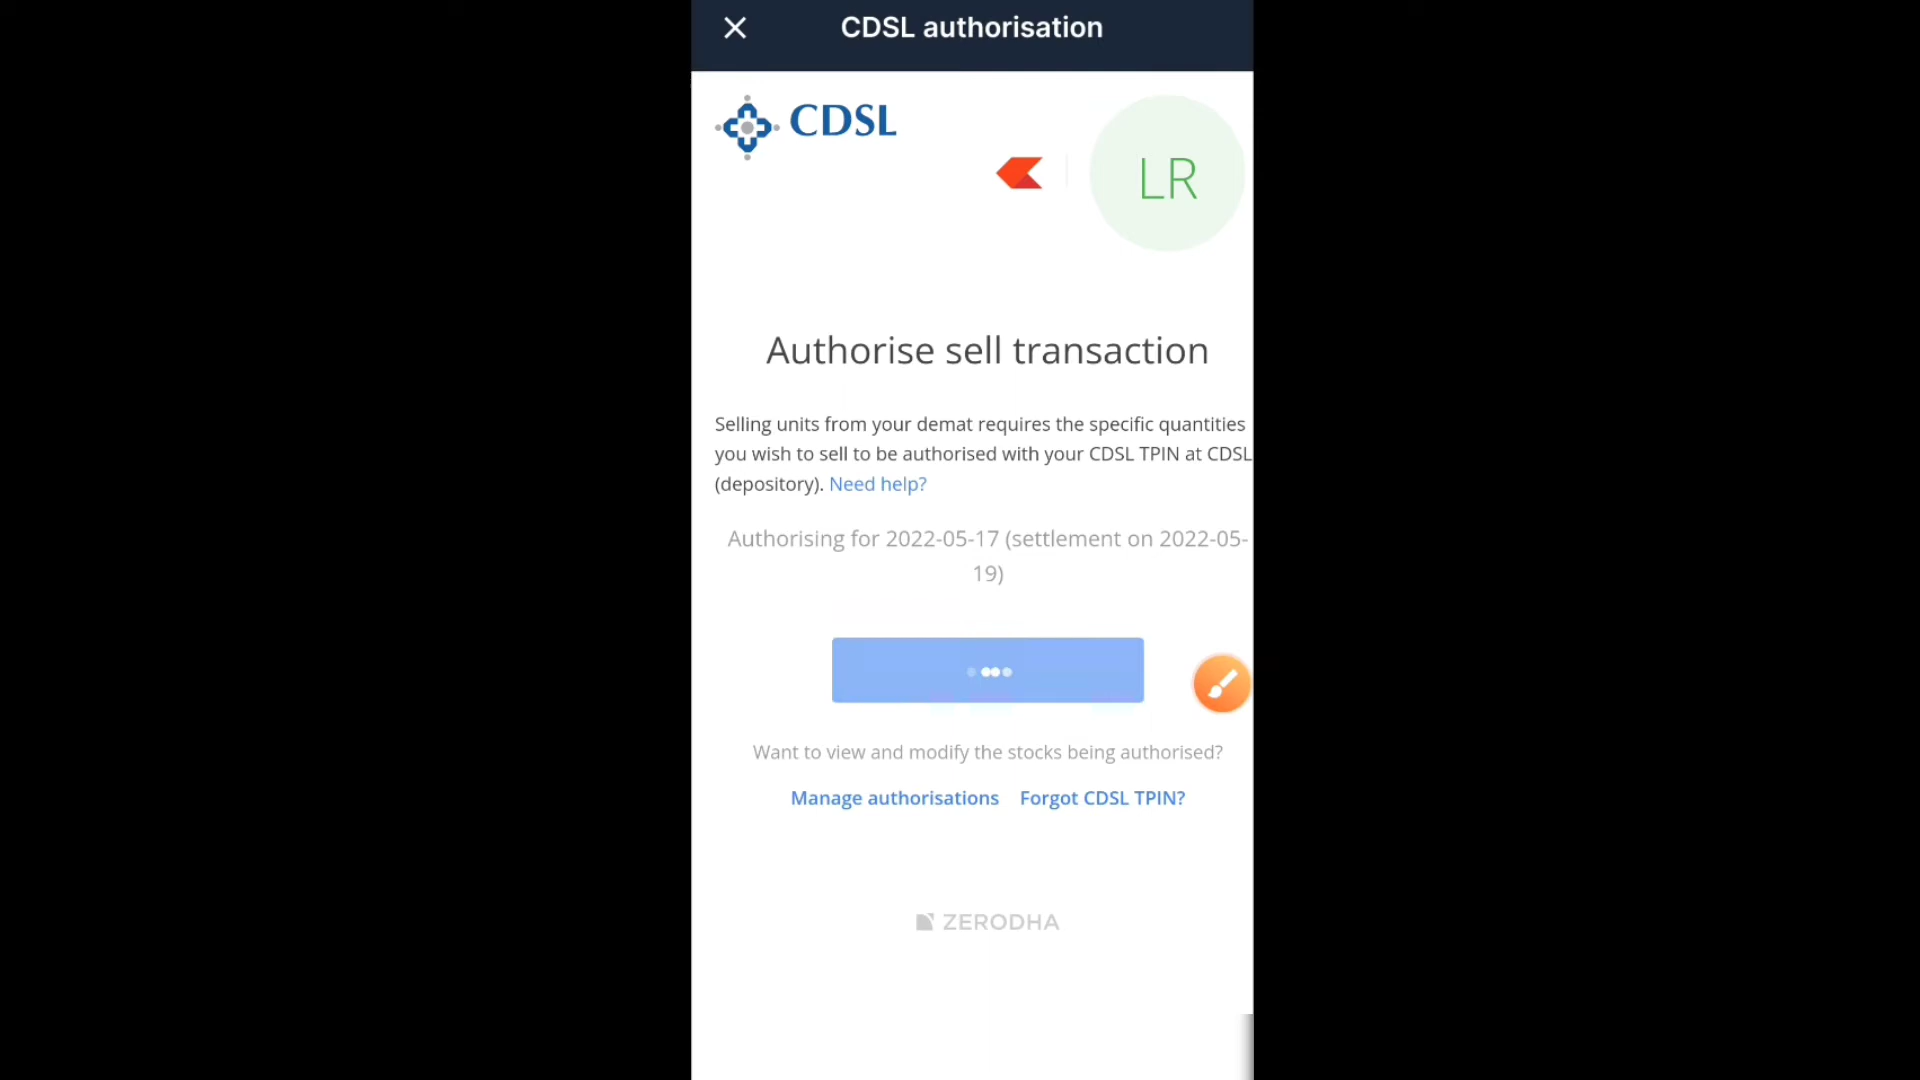 CDSL authorisation
CDSL
LR
Authorise sell transaction
Selling units from your demat requires the specific quantities
you wish to sell to be authorised with your CDSL TPIN at CDSL
(depository). Need help?
Authorising for 2022-05-17 (settlement on 2022-05-
19)
Want to view and modify the stocks being authorised?
Manage authorisations Forgot CDSL TPIN?
ZERODHA